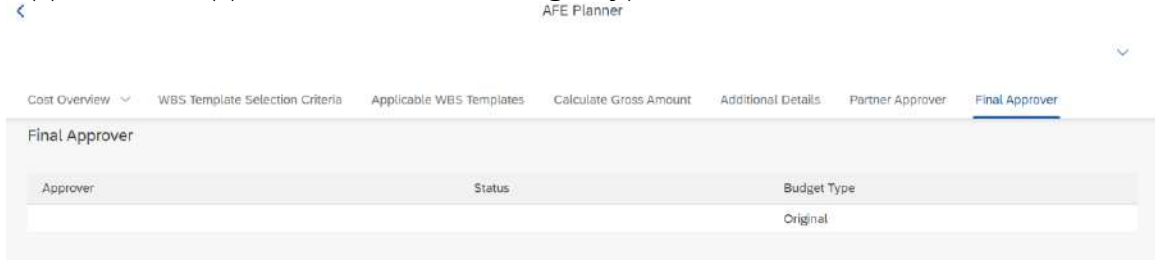 AFE Planner
Cost Overview WBS Template Selection Criteria Applicable WBS Templates Calculate Gross Amount Additional Details Partner Approver Final Approver
Final Approver
Approver Status Budget Type
Original